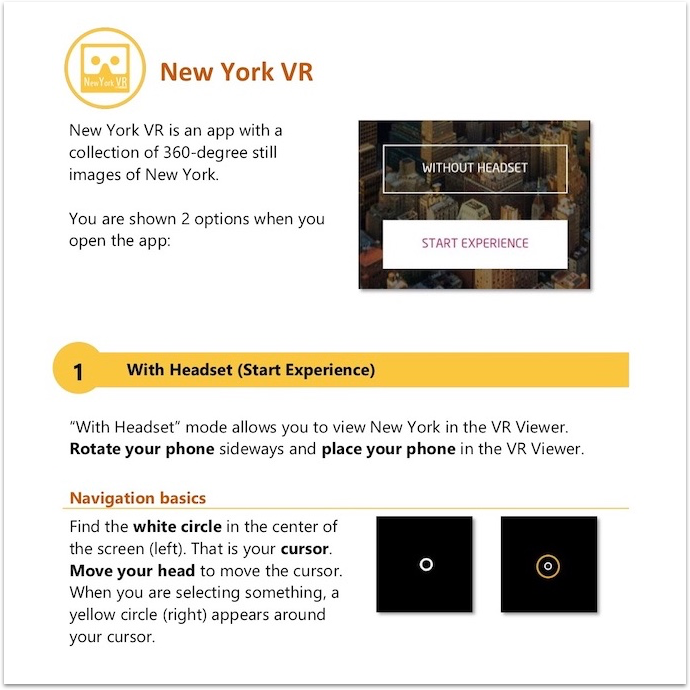 New York VR
New York VR
New York VR is an app with a
collection of 360-degree still
images of New York.
You are shown 2 options when you
open the app:
WITHOUT HEADSET
START EXPERIENCE
1
With Headset (Start Experience)
“With Headset” mode allows you to view New York in the VR Viewer.
Rotate your phone sideways and place your phone in the VR Viewer.
Navigation basics
Find the white circle in the center of
the screen (left). That is your cursor.
Move your head to move the cursor.
When you are selecting something, a
yellow circle (right) appears around
your cursor.